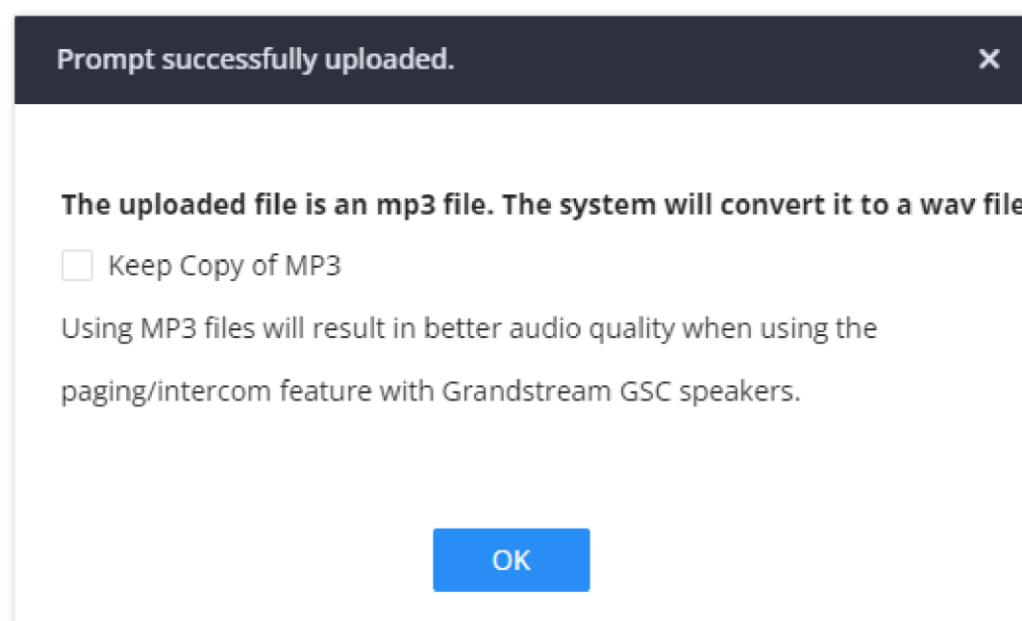 Prompt successfully uploaded.
The uploaded file is an mp3 file. The system will convert it to a wav file
Keep Copy of MP3
Using MP3 files will result in better audio quality when using the
paging/intercom feature with Grandstream GSC speakers.
OK